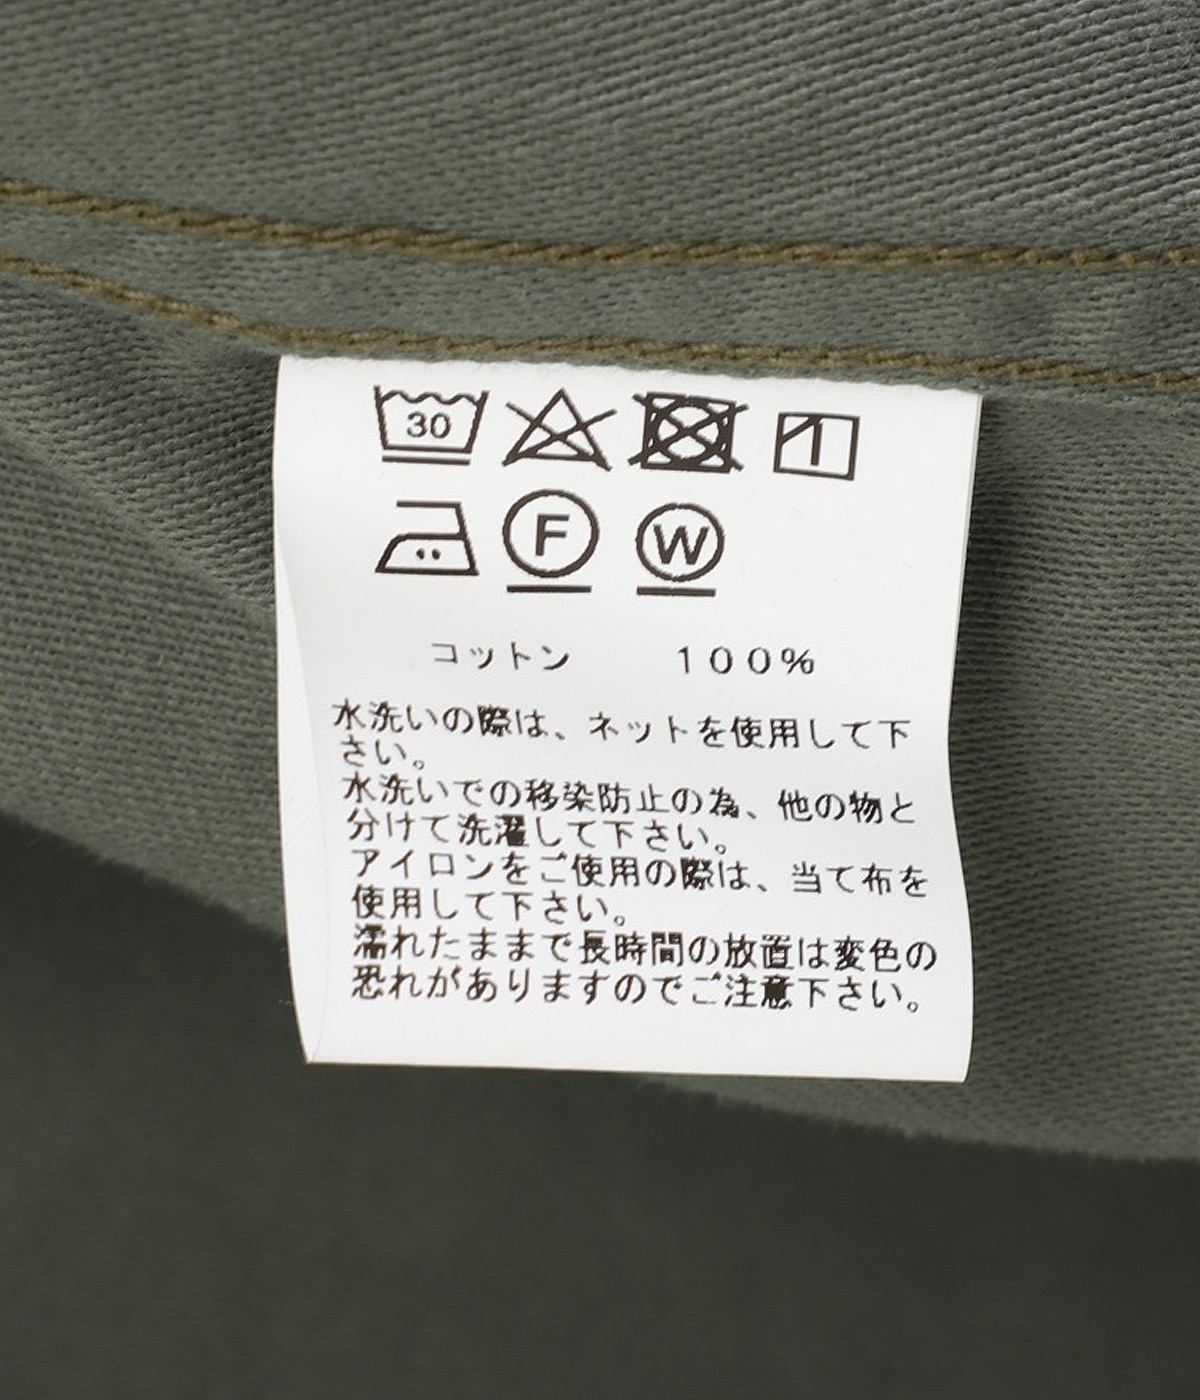 30
F W
コットン 100%
水洗いの際は、ネットを使用して下
さい。
水洗いでの移染防止の為、他の物と
分けて洗濯して下さい。
アイロンをご使用の際は、当て布を
使用して下さい。
濡れたままで長時間の放置は変色の
恐れがありますのでご注意下さい。